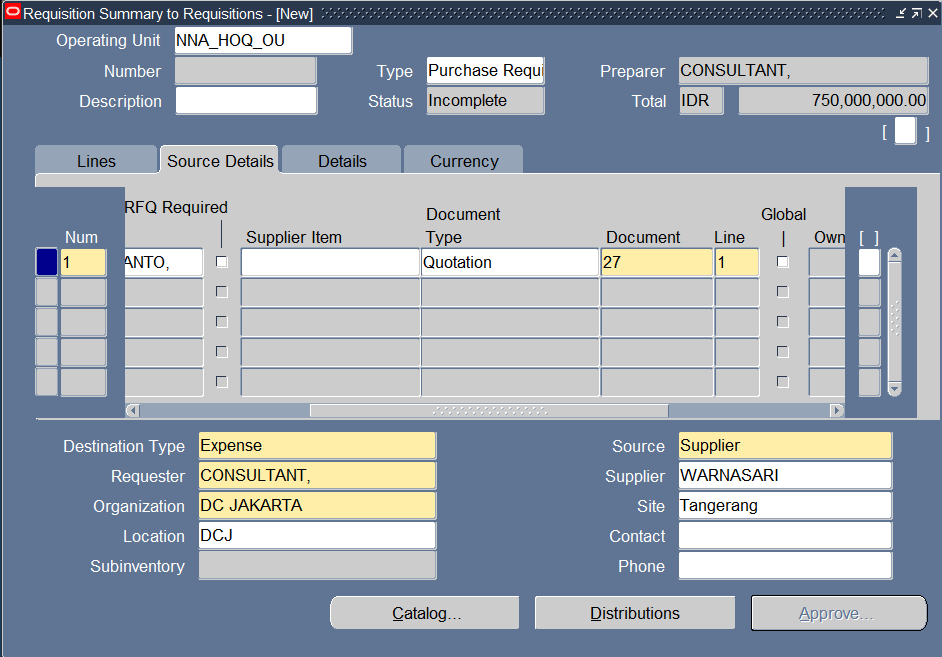 Requisition Summary to Requisitions - [New]
Operating Unit NNA_HOQ_OU
Number Type Purchase Requi Preparer CONSULTANT,
Description Status Incomplete Total IDR 750,000,000.00
[ ]
Lines Source Details Details Currency
RFQ Required
Document Global
Num Supplier Item Type Document Line | Own [ ]
1 ANTO, Quotation 27 1
Destination Type Expense Source Supplier
Requester CONSULTANT, Supplier WARNASARI
Organization DC JAKARTA Site Tangerang
Location DCJ Contact
Subinventory Phone
Catalog... Distributions Approve...